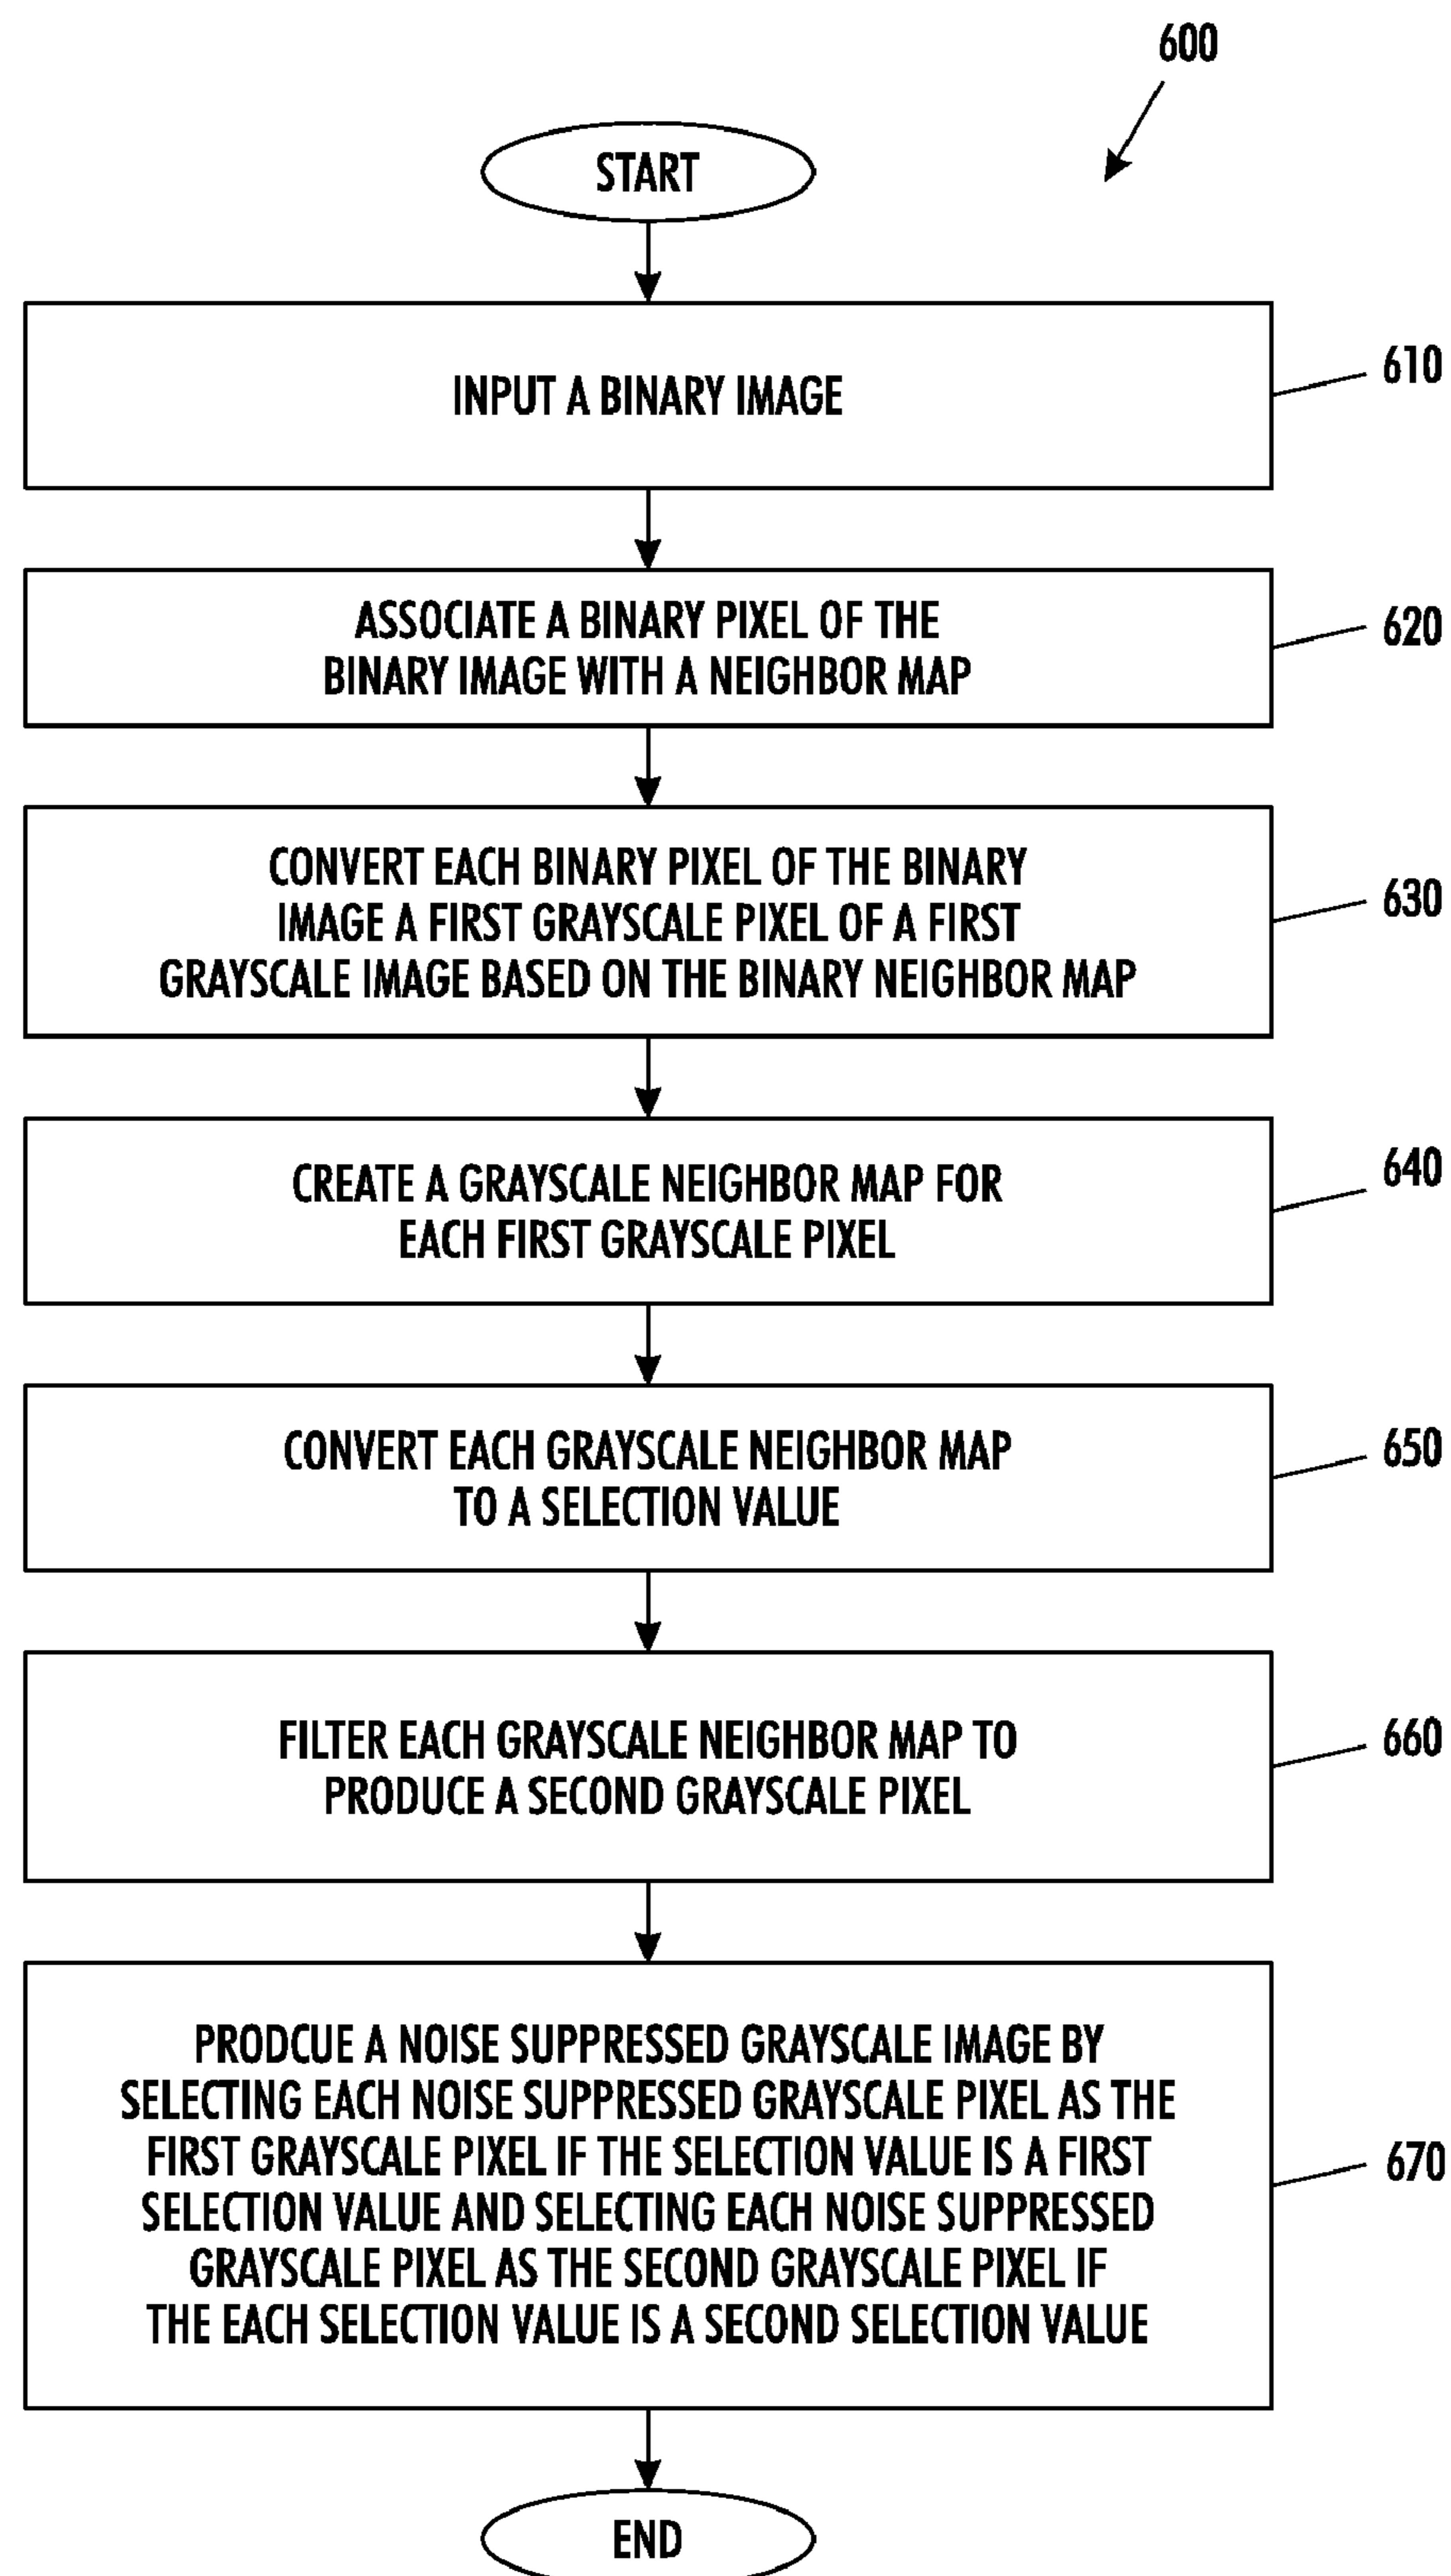 600
START
INPUT A BINARY IMAGE
610
ASSOCIATE A BINARY PIXEL OF THE
BINARY IMAGE WITH A NEIGHBOR MAP
620
CONVERT EACH BINARY PIXEL OF THE BINARY
IMAGE A FIRST GRAYSCALE PIXEL OF A FIRST
GRAYSCALE IMAGE BASED ON THE BINARY NEIGHBOR MAP
630
CREATE A GRAYSCALE NEIGHBOR MAP FOR
EACH FIRST GRAYSCALE PIXEL
640
CONVERT EACH GRAYSCALE NEIGHBOR MAP
TO A SELECTION VALUE
650
FILTER EACH GRAYSCALE NEIGHBOR MAP TO
PRODUCE A SECOND GRAYSCALE PIXEL
660
PRODCUE A NOISE SUPPRESSED GRAYSCALE IMAGE BY
SELECTING EACH NOISE SUPPRESSED GRAYSCALE PIXEL AS THE
FIRST GRAYSCALE PIXEL IF THE SELECTION VALUE IS A FIRST
SELECTION VALUE AND SELECTING EACH NOISE SUPPRESSED
GRAYSCALE PIXEL AS THE SECOND GRAYSCALE PIXEL IF
THE EACH SELECTION VALUE IS A SECOND SELECTION VALUE
670
END